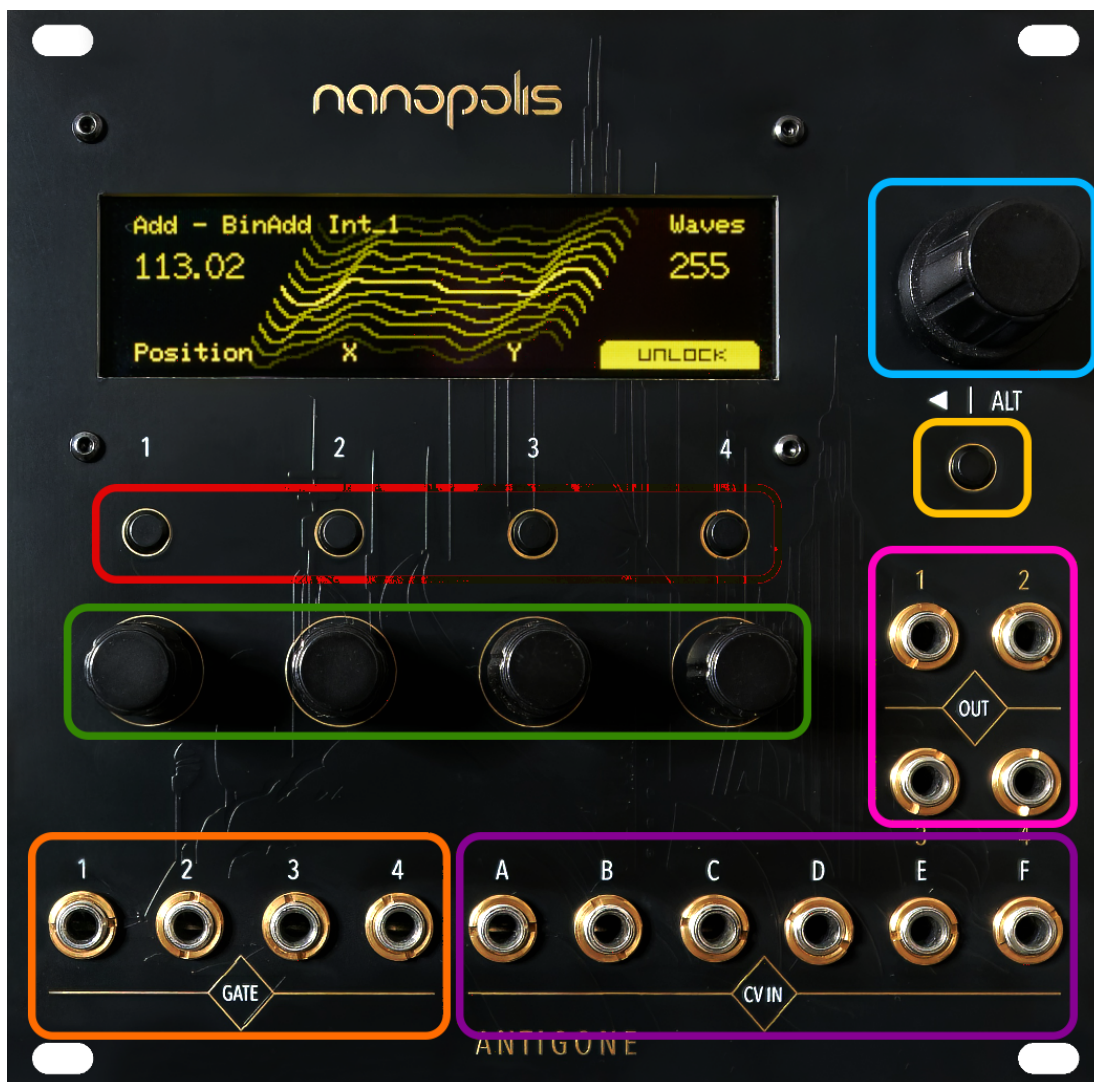 nanopolis
Add - BinAdd Int_1 Waves
113.02 255
Position X Y UNLOCK
◀ | ALT
1 2 3 4
1 2
OUT
3 4
1 2 3 4 A B C D E F
GATE CV IN
ANTIGONE